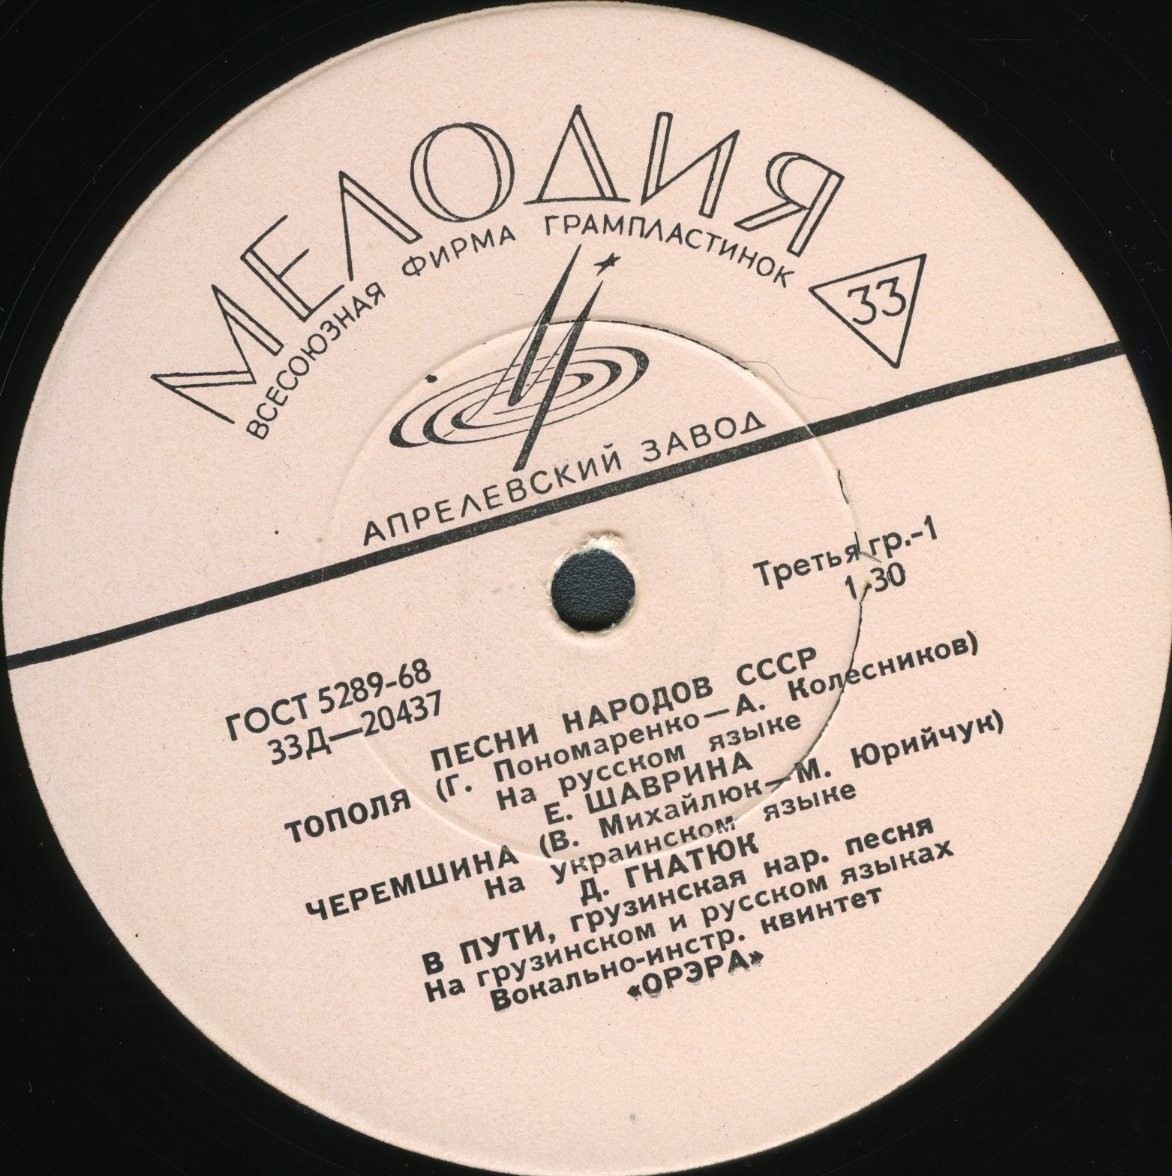 МЕЛОДИЯ
ВСЕСОЮЗНАЯ ФИРМА ГРАМПЛАСТИНОК
33
АПРЕЛЕВСКИЙ ЗАВОД
Третья гр.-1
1-30
ГОСТ 5289-68
33Д—20437
ПЕСНИ НАРОДОВ СССР
ТОПОЛЯ (Г. Пономаренко—А. Колесников)
На русском языке
Е. ШАВРИНА
ЧЕРЕМШИНА (В. Михайлюк—М. Юрийчук)
На украинском языке
Д. ГНАТЮК
В ПУТИ, грузинская нар. песня
На грузинском и русском языках
Вокально-инстр. квинтет
«ОРЭРА»